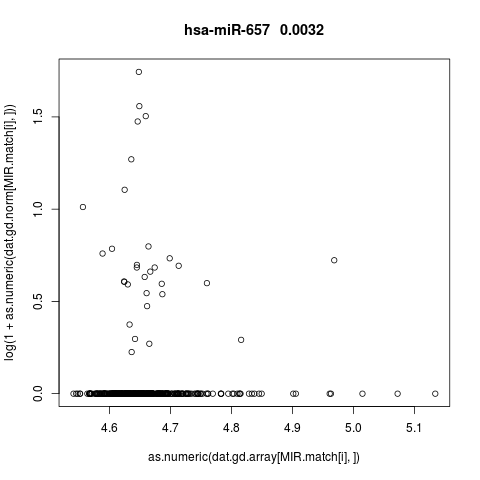 hsa-miR-657 0.0032
log(1 + as.numeric(dat.gd.norm[MIR.match[i], ]))
1.5
1.0
0.5
0.0
4.6 4.7 4.8 4.9 5.0 5.1
as.numeric(dat.gd.array[MIR.match[i], ])